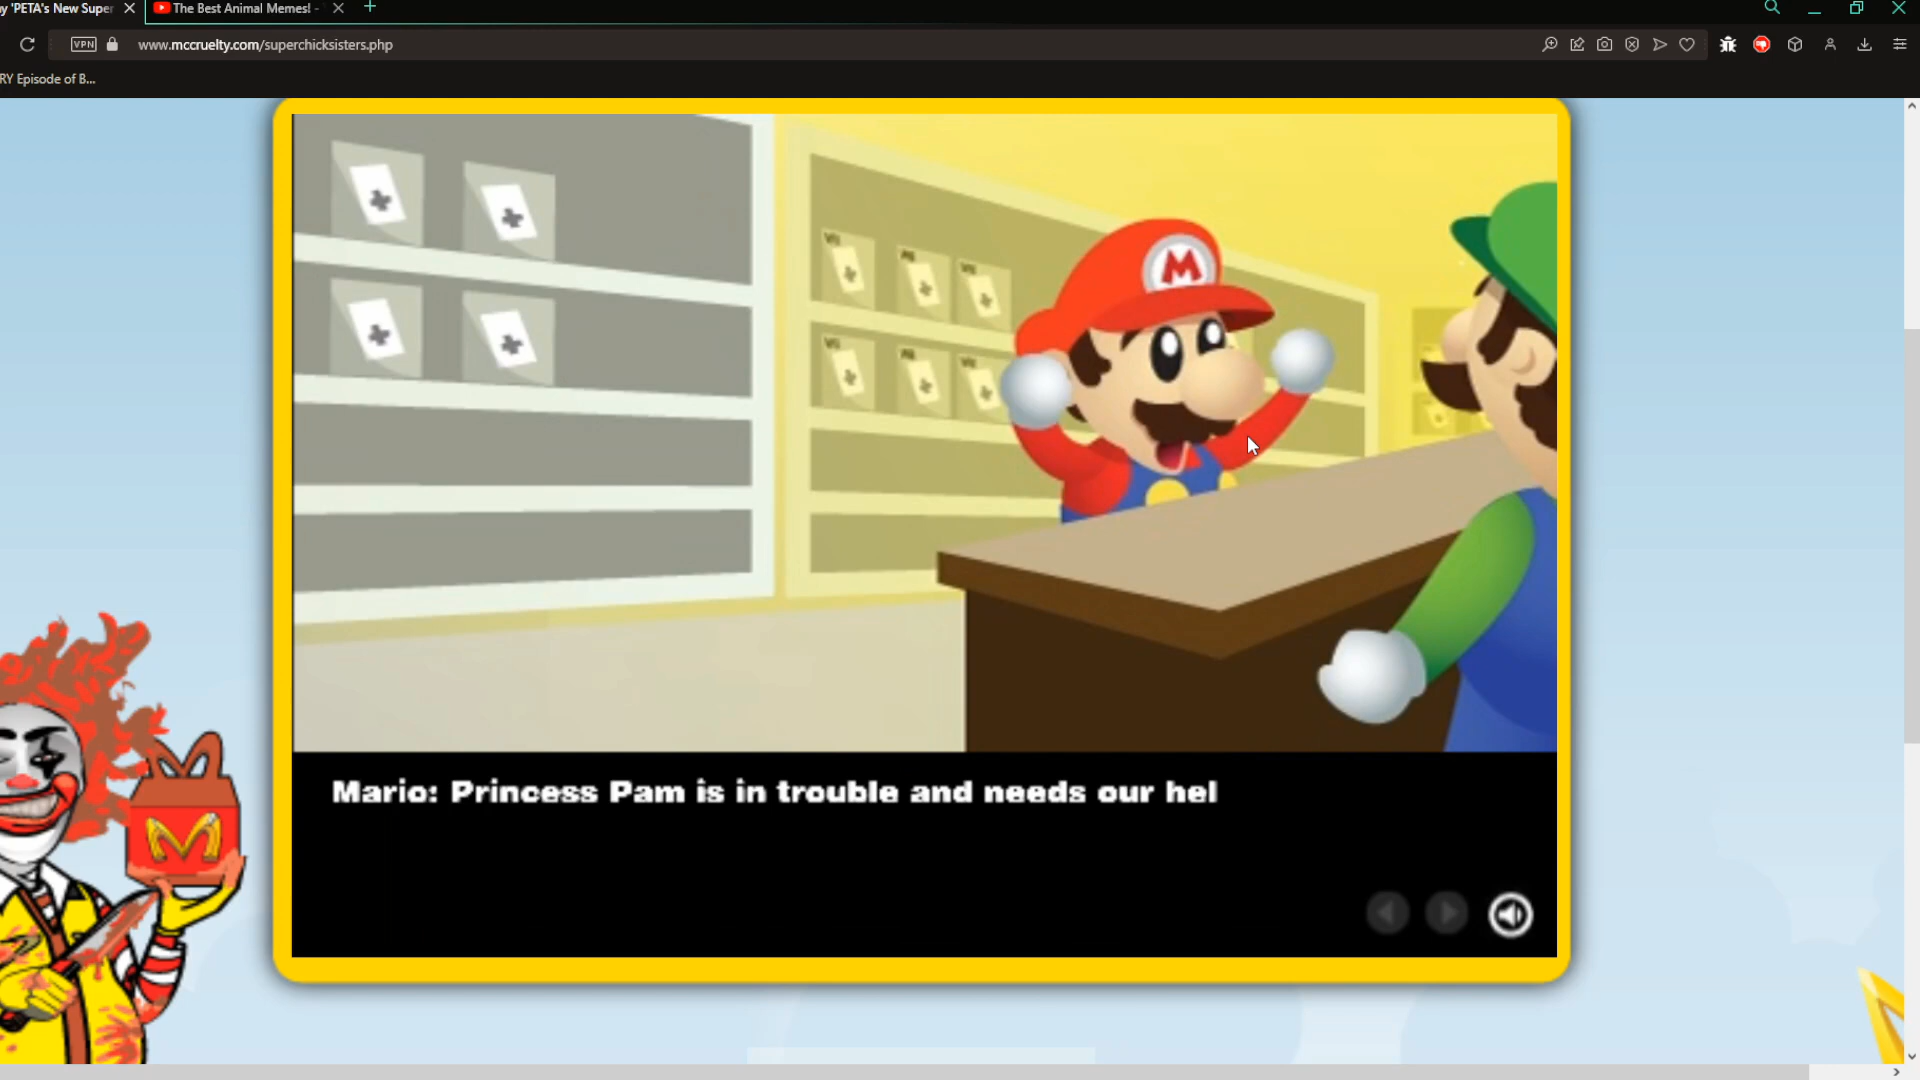 y 'PETA's New Super
The Best Animal Memes! -
VPN
www.mccruelty.com/superchicksisters.php
RY Episode of B...
M
Mario: Princess Pam is in trouble and needs our hel